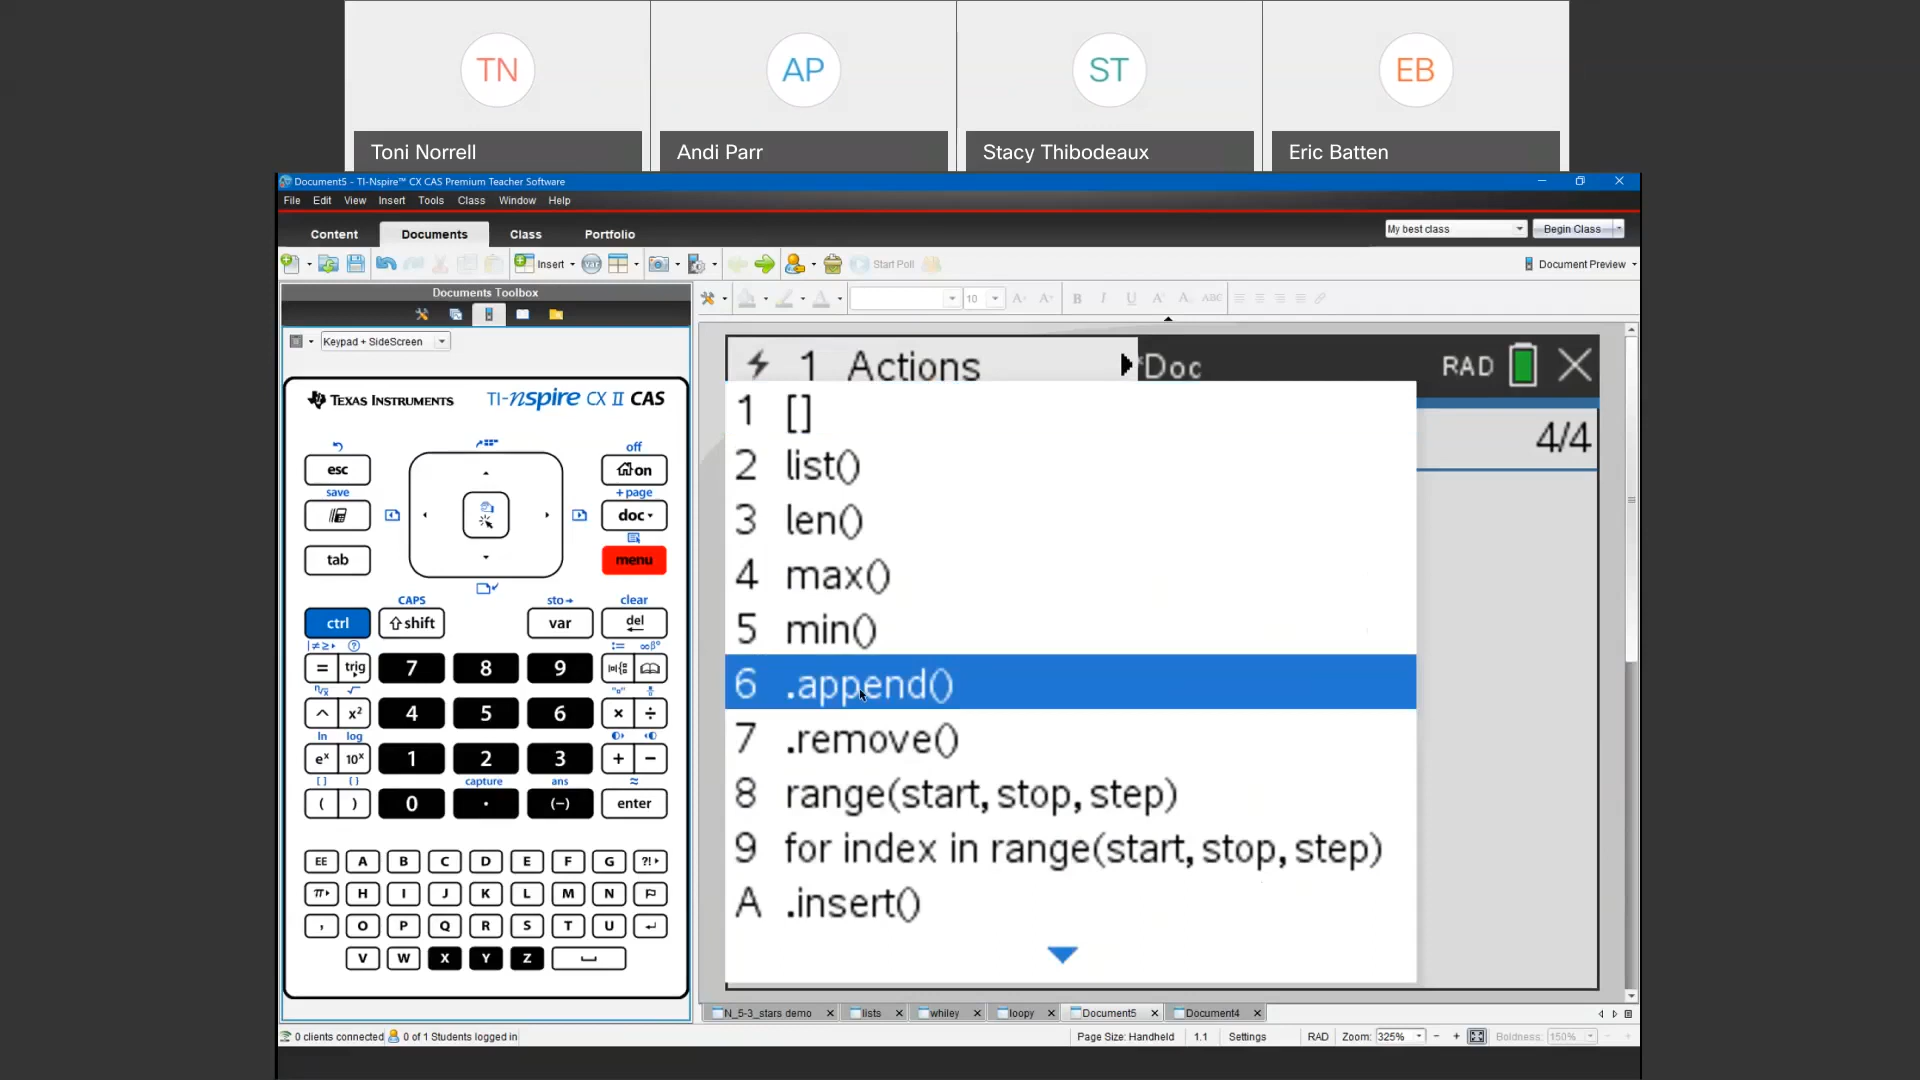 TN
AP
ST
EB
Toni Norrell
Andi Parr
Stacy Thibodeaux
Eric Batten
Document5 - TI-Nspire™ CX CAS Premium Teacher Software
File Edit View Insert Tools Class Window Help
Content Documents Class Portfolio
My best class
Begin Class
Insert
var
Start Poll
Document Preview
Documents Toolbox
10
B I U ABC
Keypad + SideScreen
TEXAS INSTRUMENTS TI-nspire CX II CAS
off
esc
on
save
+ page
doc
tab
menu
CAPS sto→ clear
ctrl shift var del
= trig 7 8 9
^ x² 4 5 6 × ÷
ln log
eˣ 10ˣ 1 2 3 + −
[ ] { } capture ans ≈
( ) 0 . (−) enter
EE A B C D E F G ?!▸
π▸ H I J K L M N
, O P Q R S T U
V W X Y Z
1 Actions
*Doc
RAD
4/4
1 []
2 list()
3 len()
4 max()
5 min()
6 .append()
7 .remove()
8 range(start,stop,step)
9 for index in range(start,stop,step)
A .insert()
N_5-3_stars demo
lists
whiley
loopy
Document5
Document4
0 clients connected 0 of 1 Students logged in
Page Size: Handheld 1.1 Settings RAD Zoom: 325% Boldness: 150%